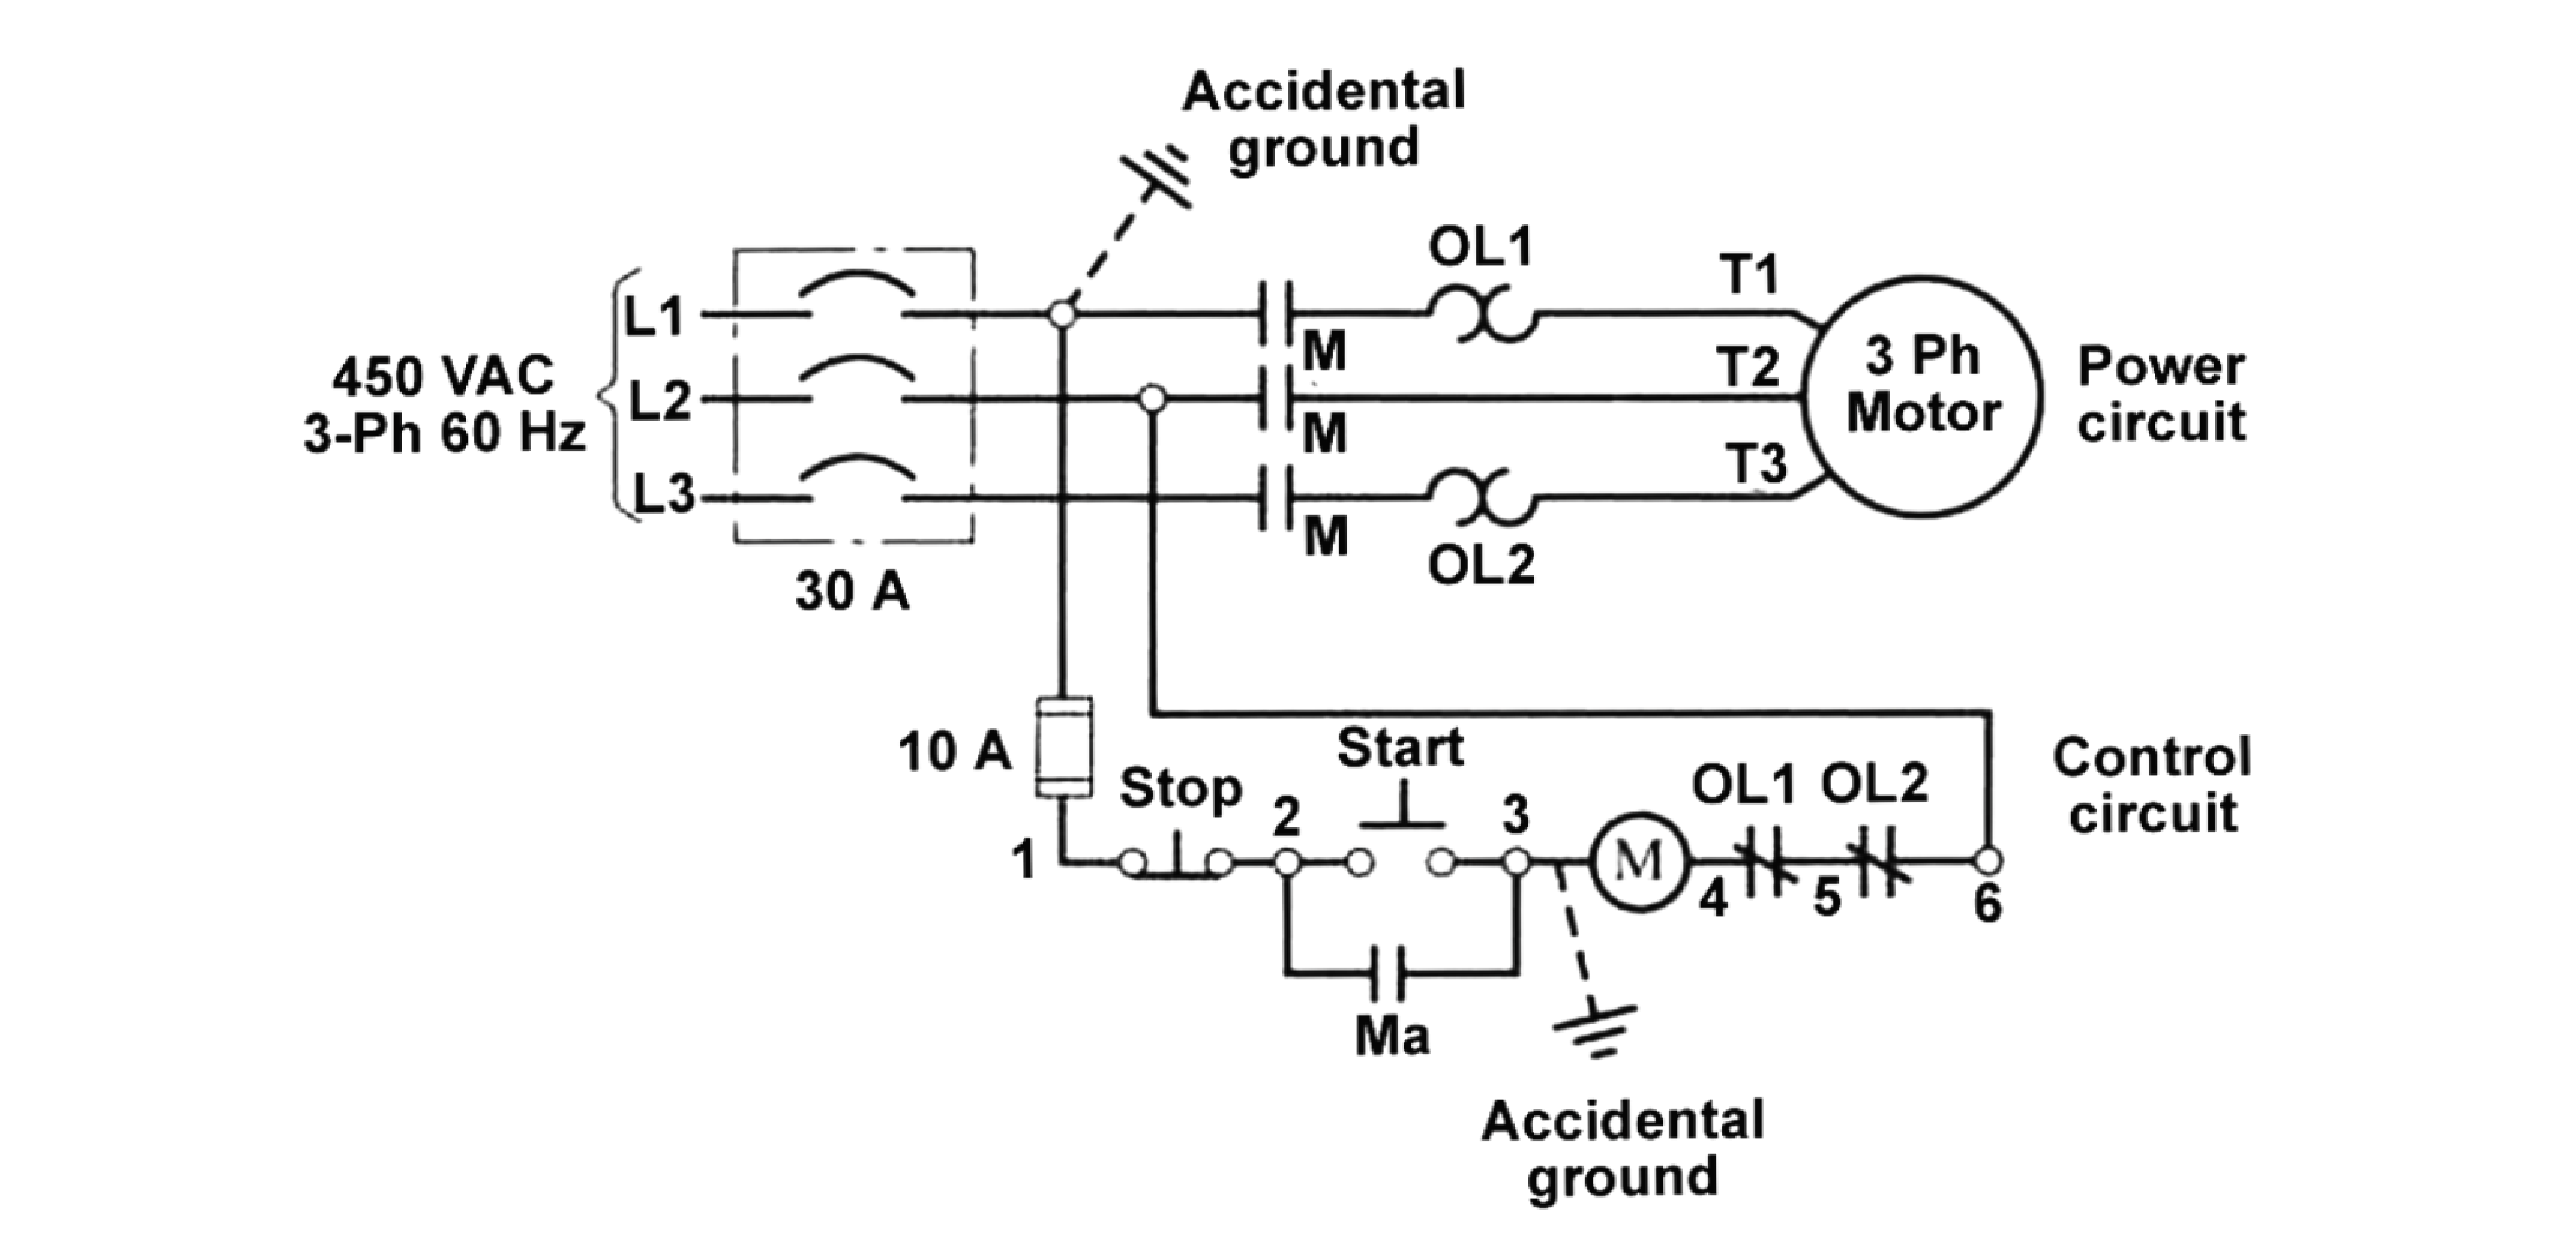 Accidental
ground
OL1
T1
L1
M
3 Ph
Motor
Power
circuit
450 VAC
3-Ph 60 Hz
L2
T2
M
L3
T3
M
OL2
30 A
10 A
Stop
Start
Control
circuit
1
2
3
M
OL1
OL2
4
5
6
Ma
Accidental
ground